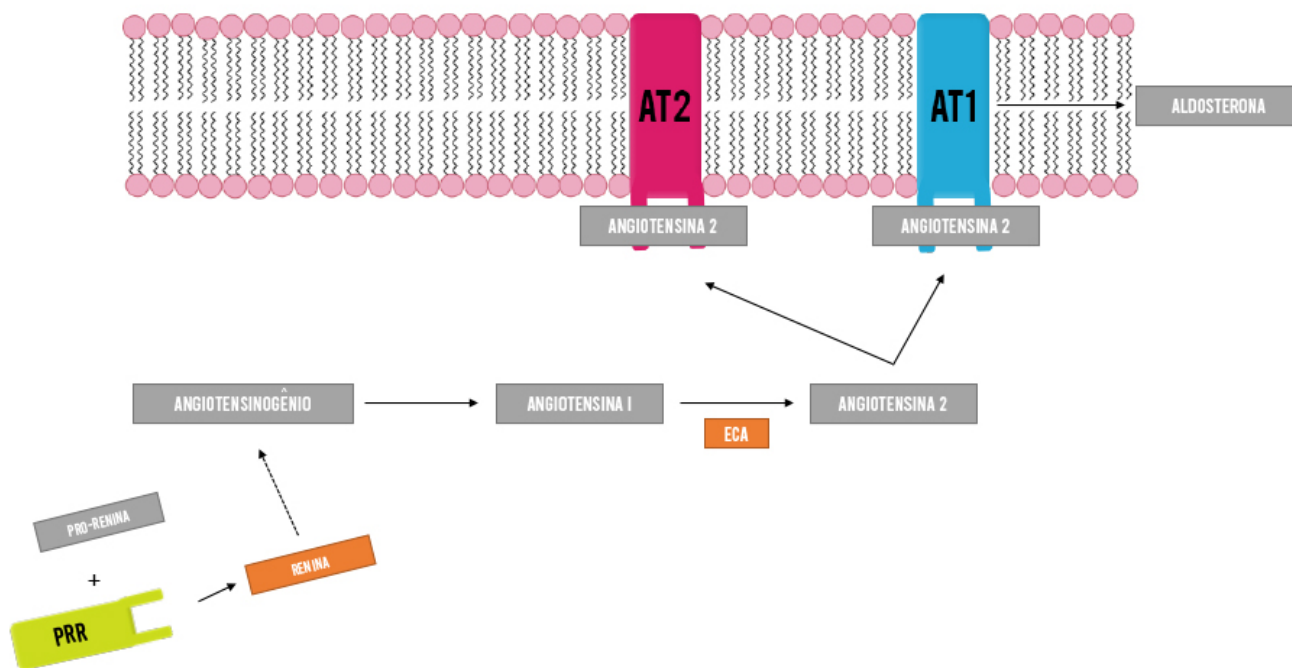 AT2
AT1
ALDOSTERONA
ANGIOTENSINA 2
ANGIOTENSINA 2
ANGIOTENSINOGÊNIO
ANGIOTENSINA I
ANGIOTENSINA 2
ECA
PRO-RENINA
+
RENINA
PRR